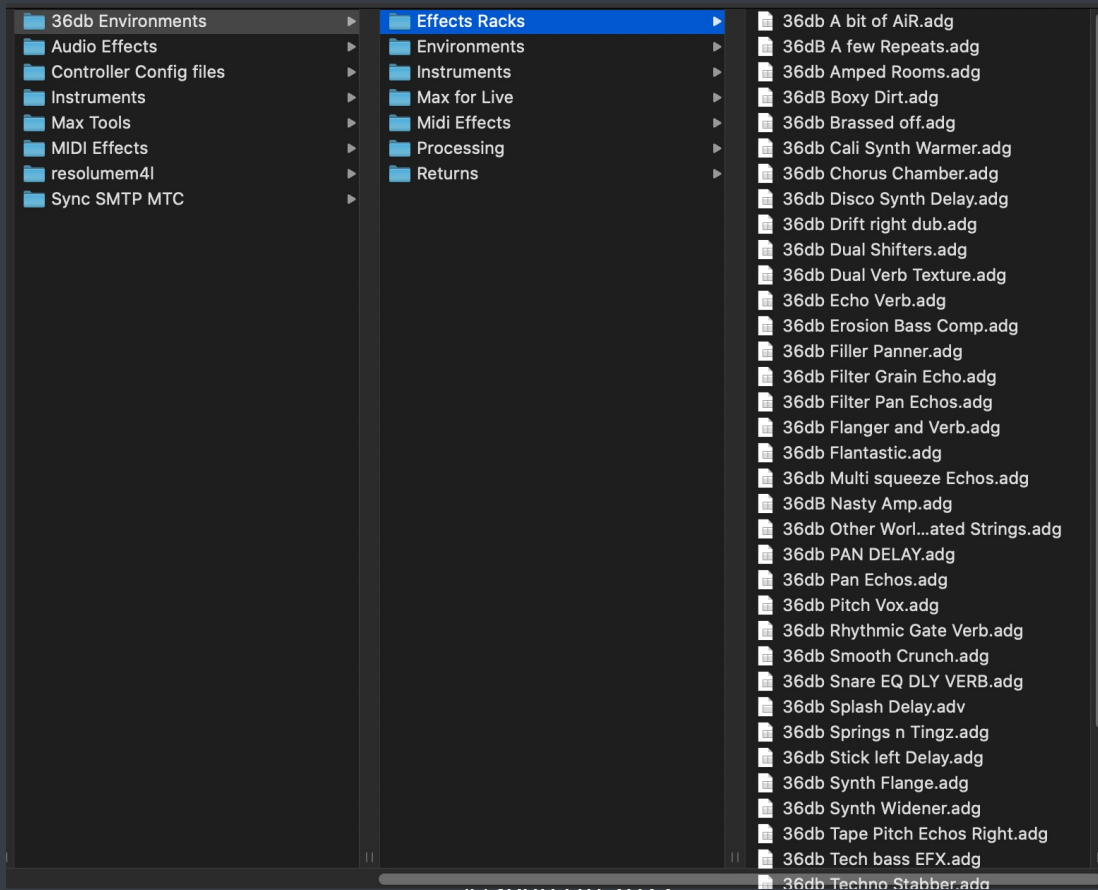 36db Environments
Audio Effects
Controller Config files
Instruments
Max Tools
MIDI Effects
resolumem4l
Sync SMTP MTC
Effects Racks
Environments
Instruments
Max for Live
Midi Effects
Processing
Returns
36db A bit of AiR.adg
36dB A few Repeats.adg
36db Amped Rooms.adg
36dB Boxy Dirt.adg
36db Brassed off.adg
36db Cali Synth Warmer.adg
36db Chorus Chamber.adg
36db Disco Synth Delay.adg
36db Drift right dub.adg
36db Dual Shifters.adg
36db Dual Verb Texture.adg
36db Echo Verb.adg
36db Erosion Bass Comp.adg
36db Filler Panner.adg
36db Filter Grain Echo.adg
36db Filter Pan Echos.adg
36db Flanger and Verb.adg
36db Flantastic.adg
36db Multi squeeze Echos.adg
36dB Nasty Amp.adg
36db Other Worl...ated Strings.adg
36db PAN DELAY.adg
36db Pan Echos.adg
36db Pitch Vox.adg
36db Rhythmic Gate Verb.adg
36db Smooth Crunch.adg
36db Snare EQ DLY VERB.adg
36db Splash Delay.adv
36db Springs n Tingz.adg
36db Stick left Delay.adg
36db Synth Flange.adg
36db Synth Widener.adg
36db Tape Pitch Echos Right.adg
36db Tech bass EFX.adg
36db Techno Stabber.adg